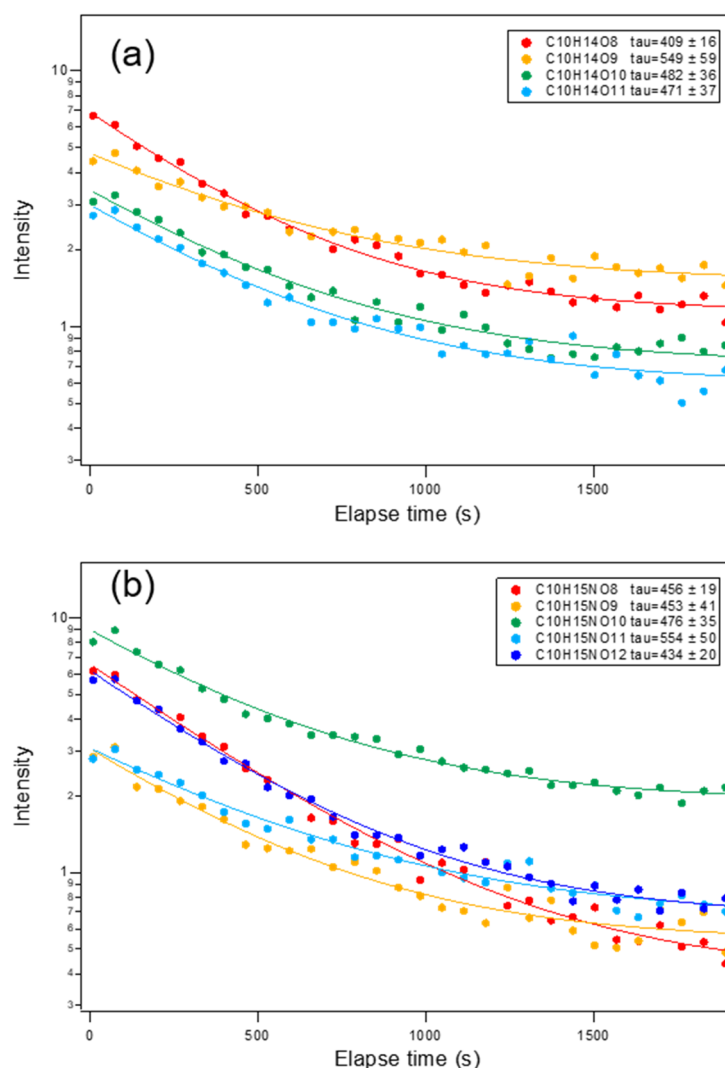 (a)
C10H14O8 tau=409 ± 16
C10H14O9 tau=549 ± 59
C10H14O10 tau=482 ± 36
C10H14O11 tau=471 ± 37
10
9
8
7
6
5
4
3
2
1
9
8
7
6
5
4
3
Intensity
0 500 1000 1500
Elapse time (s)
(b)
C10H15NO8 tau=456 ± 19
C10H15NO9 tau=453 ± 41
C10H15NO10 tau=476 ± 35
C10H15NO11 tau=554 ± 50
C10H15NO12 tau=434 ± 20
10
9
8
7
6
5
4
3
2
1
9
8
7
6
5
4
3
Intensity
0 500 1000 1500
Elapse time (s)